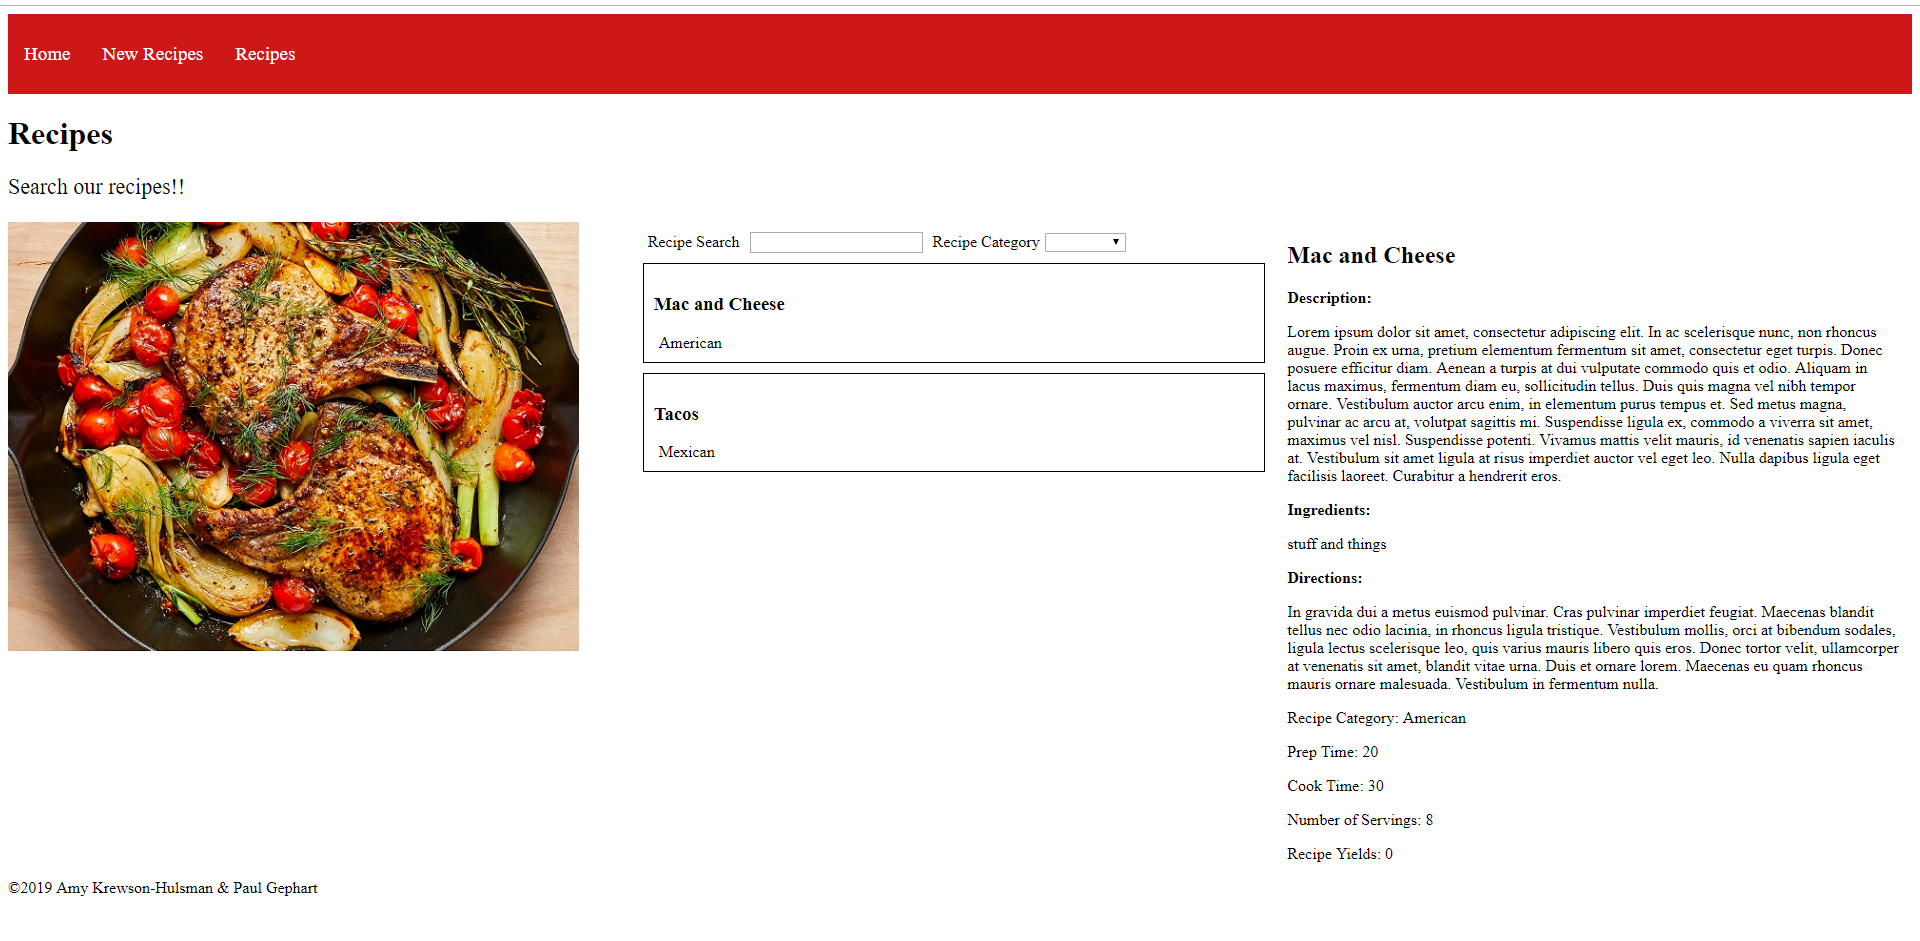 Home New Recipes Recipes
Recipes
Search our recipes!!
Recipe Search Recipe Category
Mac and Cheese
American
Tacos
Mexican
Mac and Cheese
Description:
Lorem ipsum dolor sit amet, consectetur adipiscing elit. In ac scelerisque nunc, non rhoncus
augue. Proin ex urna, pretium elementum fermentum sit amet, consectetur eget turpis. Donec
posuere efficitur diam. Aenean a turpis at dui vulputate commodo quis et odio. Aliquam in
lacus maximus, fermentum diam eu, sollicitudin tellus. Duis quis magna vel nibh tempor
ornare. Vestibulum auctor arcu enim, in elementum purus tempus et. Sed metus magna,
pulvinar ac arcu at, volutpat sagittis mi. Suspendisse ligula ex, commodo a viverra sit amet,
maximus vel nisl. Suspendisse potenti. Vivamus mattis velit mauris, id venenatis sapien iaculis
at. Vestibulum sit amet ligula at risus imperdiet auctor vel eget leo. Nulla dapibus ligula eget
facilisis laoreet. Curabitur a hendrerit eros.
Ingredients:
stuff and things
Directions:
In gravida dui a metus euismod pulvinar. Cras pulvinar imperdiet feugiat. Maecenas blandit
tellus nec odio lacinia, in rhoncus ligula tristique. Vestibulum mollis, orci at bibendum sodales,
ligula lectus scelerisque leo, quis varius mauris libero quis eros. Donec tortor velit, ullamcorper
at venenatis sit amet, blandit vitae urna. Duis et ornare lorem. Maecenas eu quam rhoncus
mauris ornare malesuada. Vestibulum in fermentum nulla.
Recipe Category: American
Prep Time: 20
Cook Time: 30
Number of Servings: 8
Recipe Yields: 0
©2019 Amy Krewson-Hulsman & Paul Gephart